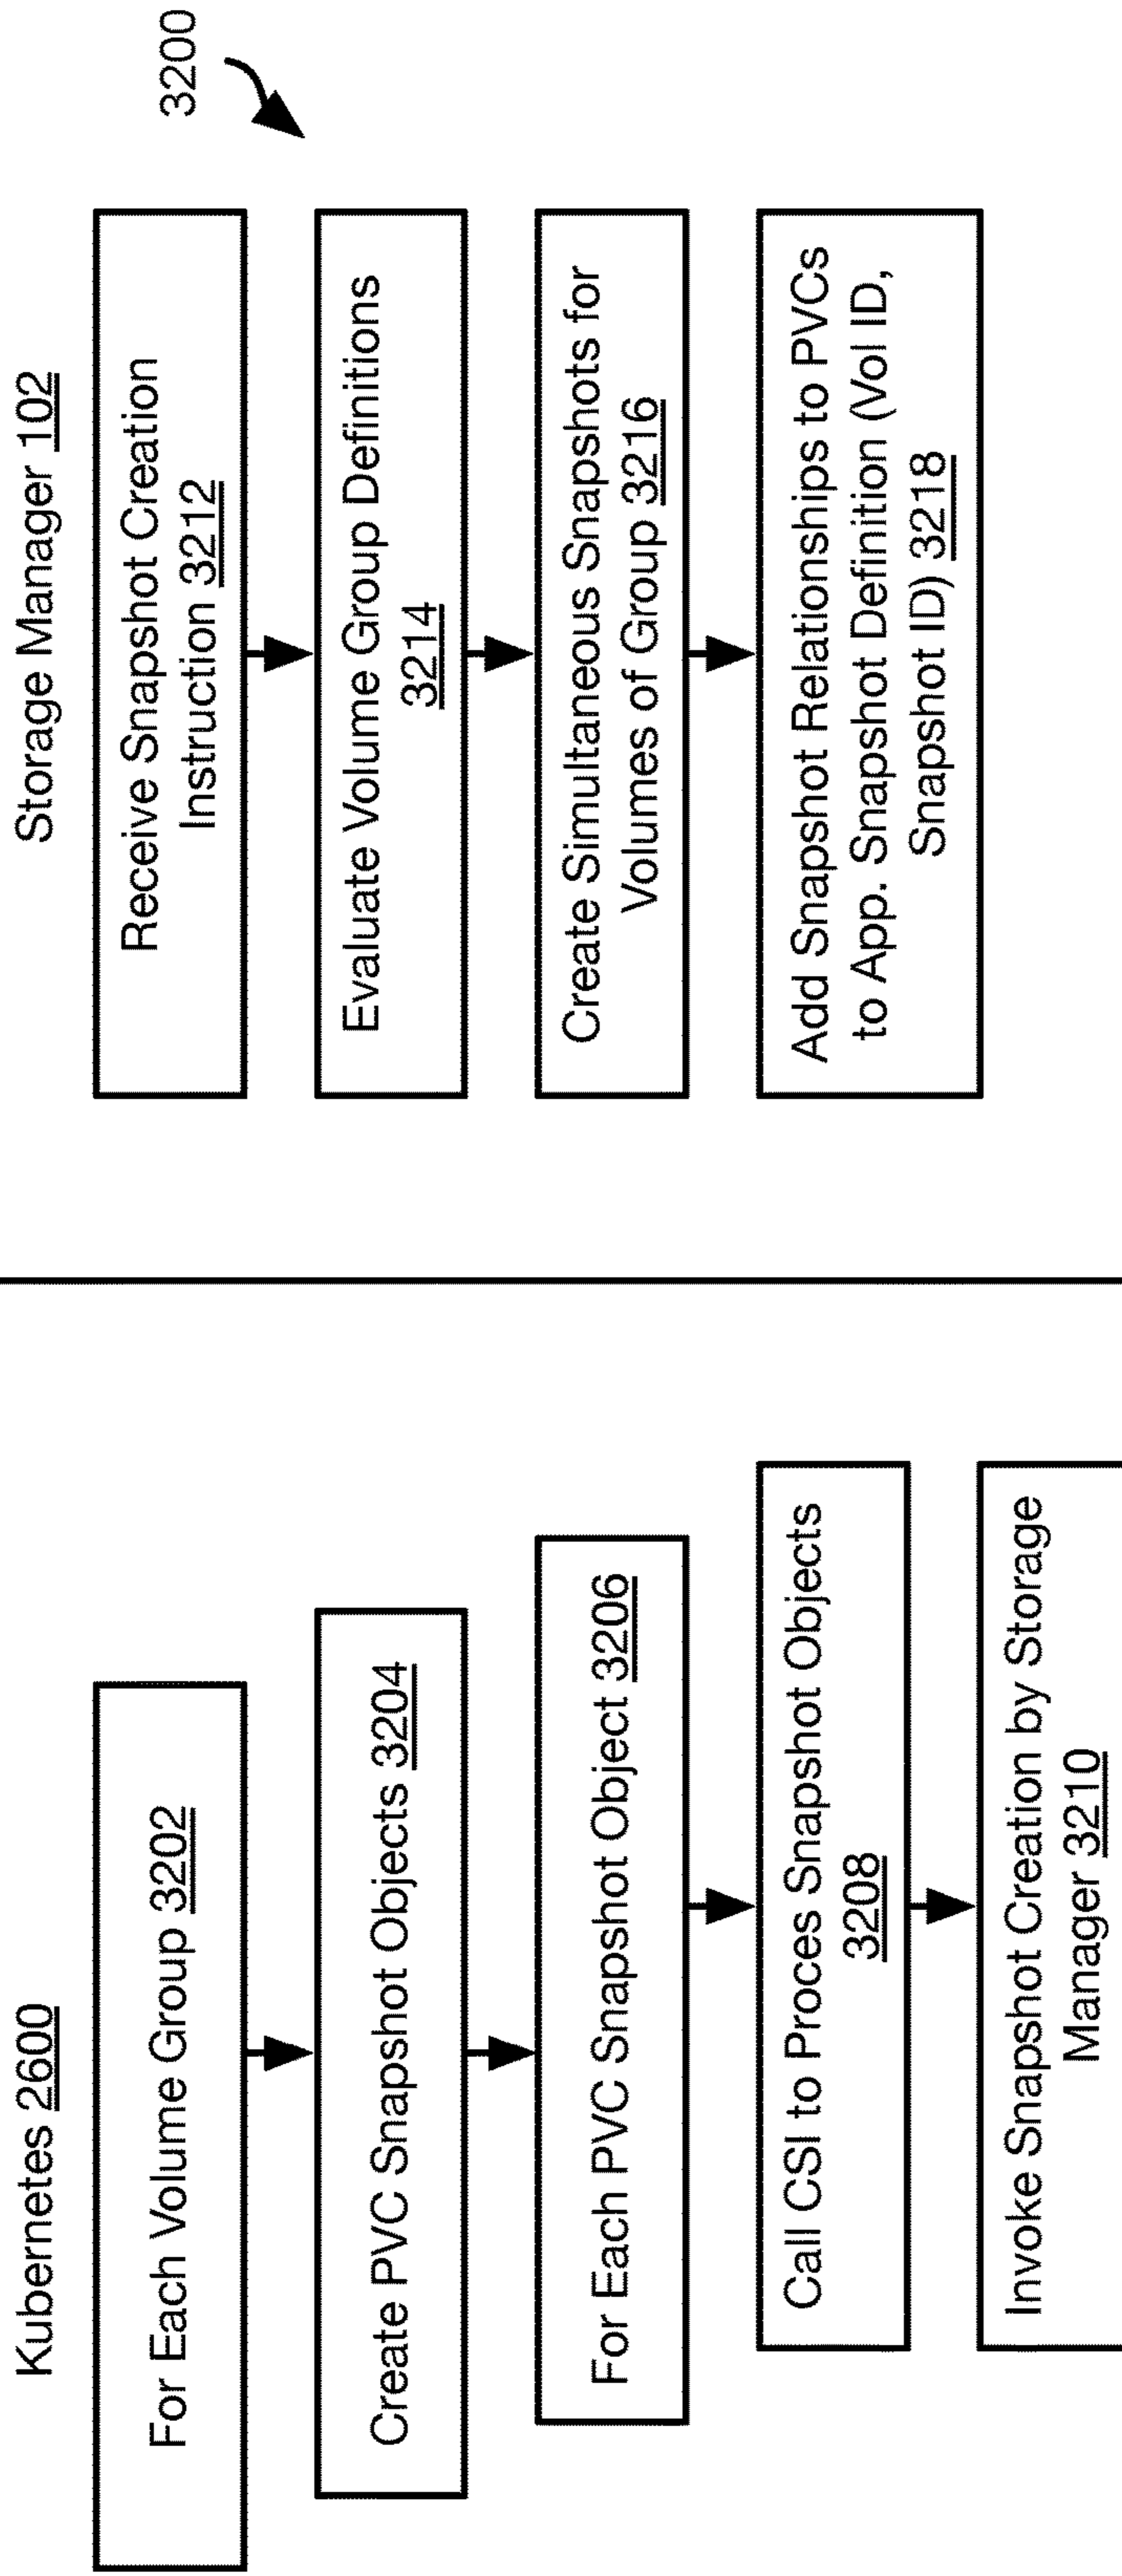 Kubernetes 2600
For Each Volume Group 3202
Create PVC Snapshot Objects 3204
For Each PVC Snapshot Object 3206
Call CSI to Proces Snapshot Objects
3208
Invoke Snapshot Creation by Storage
Manager 3210
Storage Manager 102
3200
Receive Snapshot Creation
Instruction 3212
Evaluate Volume Group Definitions
3214
Create Simultaneous Snapshots for
Volumes of Group 3216
Add Snapshot Relationships to PVCs
to App. Snapshot Definition (Vol ID,
Snapshot ID) 3218